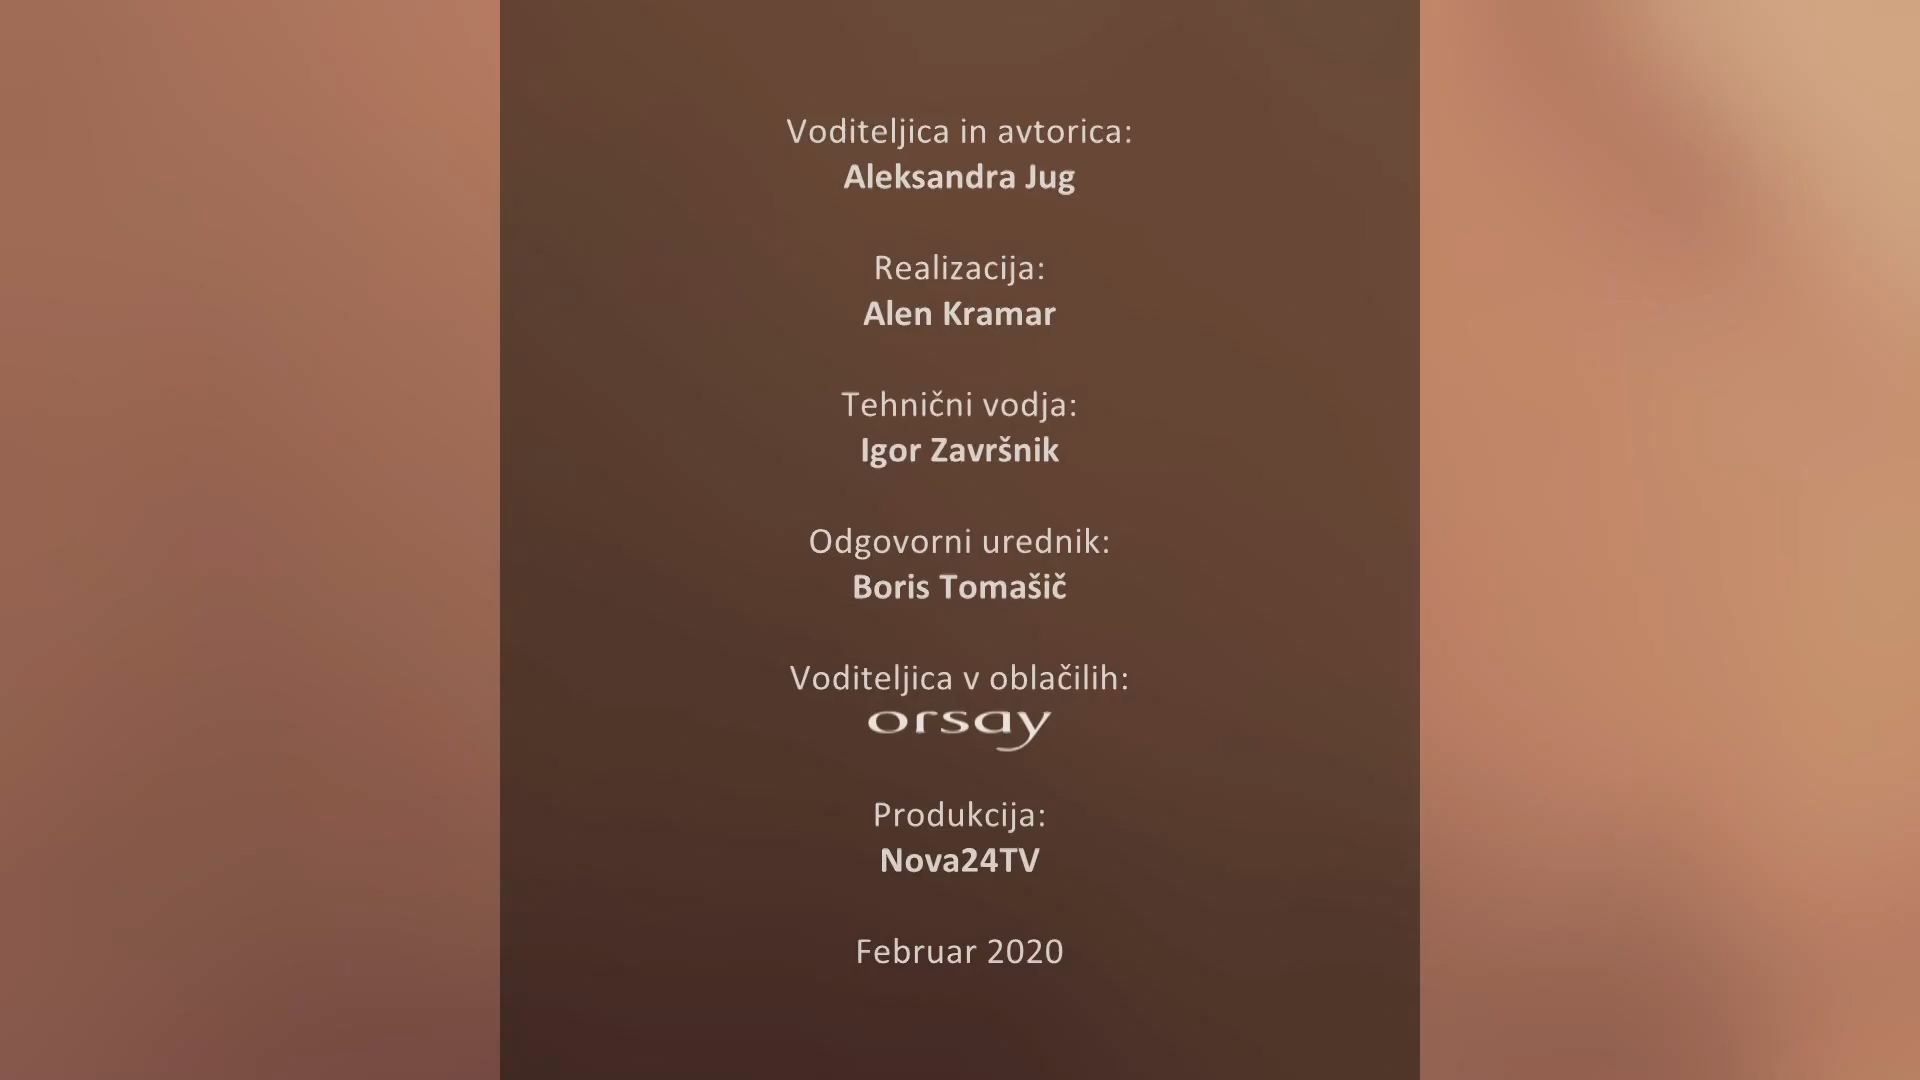 Voditeljica in avtorica:
Aleksandra Jug
Realizacija:
Alen Kramar
Tehnični vodja:
Igor Završnik
Odgovorni urednik:
Boris Tomašič
Voditeljica v oblačilih:
orsay
Produkcija:
Nova24TV
Februar 2020